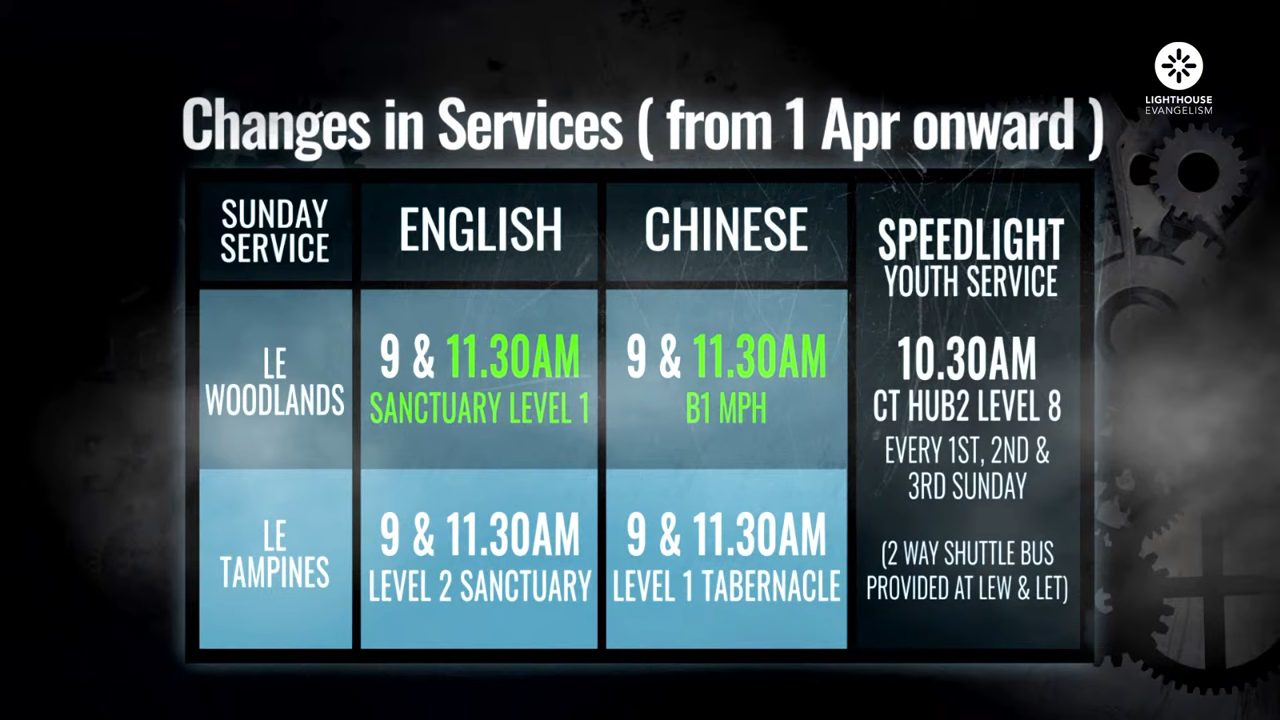 LIGHTHOUSE
EVANGELISM
Changes in Services ( from 1 Apr onward )
SUNDAY
SERVICE
ENGLISH
CHINESE
SPEEDLIGHT
YOUTH SERVICE
LE
WOODLANDS
9 & 11.30AM
SANCTUARY LEVEL 1
9 & 11.30AM
B1 MPH
10.30AM
CT HUB2 LEVEL 8
EVERY 1ST, 2ND &
3RD SUNDAY
LE
TAMPINES
9 & 11.30AM
LEVEL 2 SANCTUARY
9 & 11.30AM
LEVEL 1 TABERNACLE
(2 WAY SHUTTLE BUS
PROVIDED AT LEW & LET)